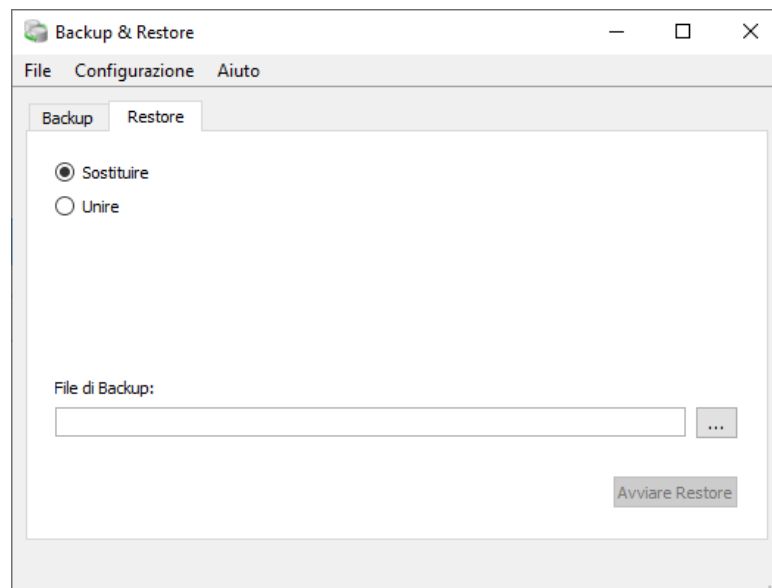 Backup & Restore
File Configurazione Aiuto
Backup Restore
Sostituire
Unire
File di Backup:
...
Avviare Restore